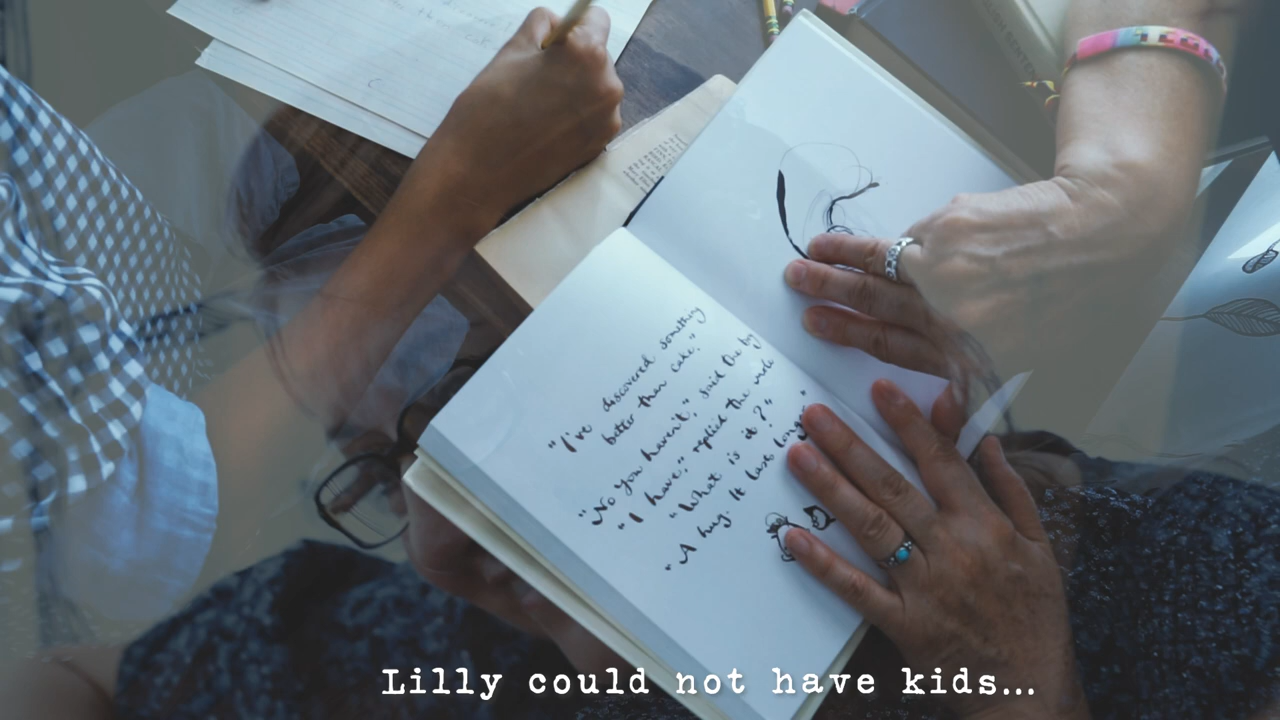 "I've discovered something
better than cake."
"No you haven't," said the boy
"I have," replied the mole
"What is it?"
"A hug. It lasts longer"
Lilly could not have kids...